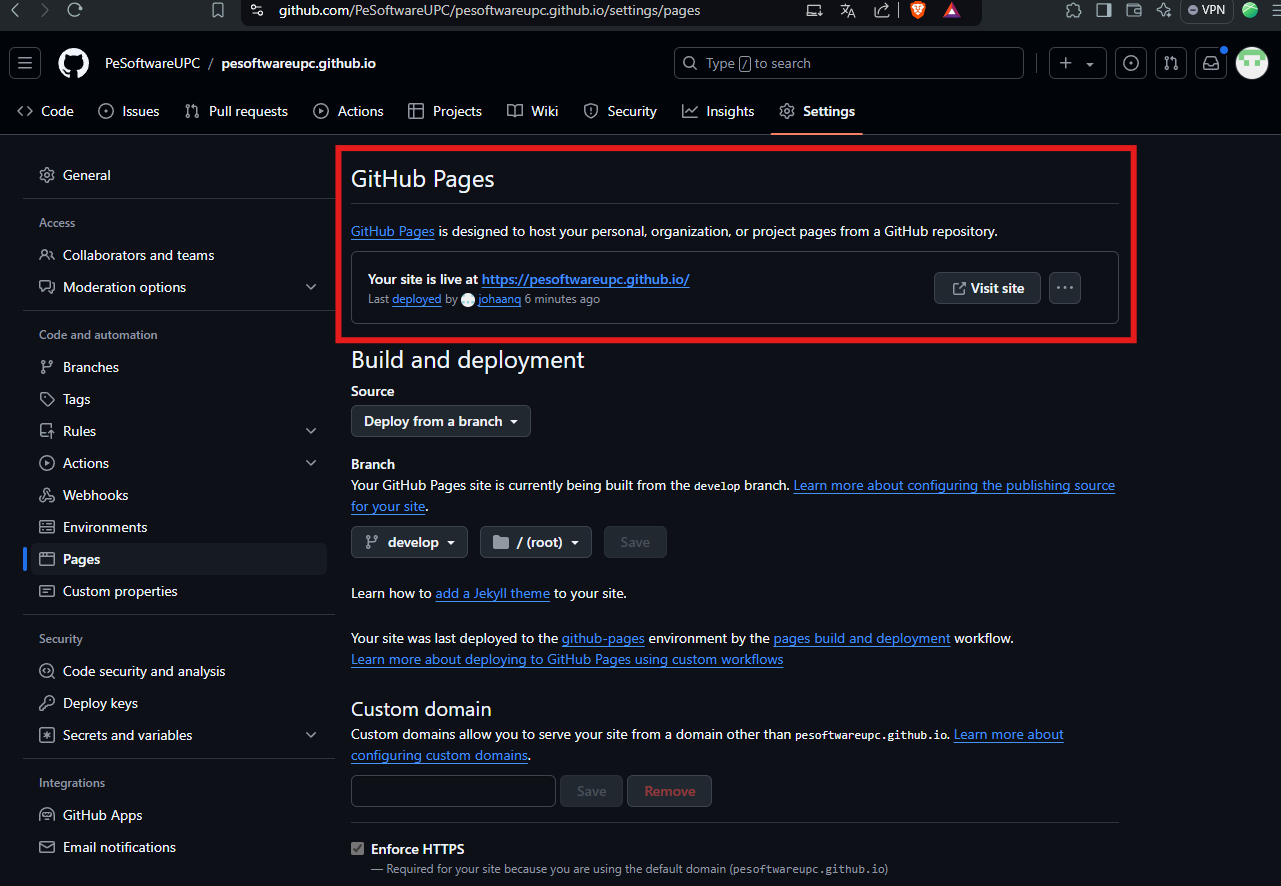 github.com/PeSoftwareUPC/pesoftwareupc.github.io/settings/pages
VPN
PeSoftwareUPC / pesoftwareupc.github.io
Type / to search
Code
Issues
Pull requests
Actions
Projects
Wiki
Security
Insights
Settings
General
Access
Collaborators and teams
Moderation options
Code and automation
Branches
Tags
Rules
Actions
Webhooks
Environments
Pages
Custom properties
Security
Code security and analysis
Deploy keys
Secrets and variables
Integrations
GitHub Apps
Email notifications
GitHub Pages
GitHub Pages is designed to host your personal, organization, or project pages from a GitHub repository.
Your site is live at https://pesoftwareupc.github.io/
Last deployed by johaanq 6 minutes ago
Visit site
Build and deployment
Source
Deploy from a branch
Branch
Your GitHub Pages site is currently being built from the develop branch. Learn more about configuring the publishing source
for your site.
develop
/ (root)
Save
Learn how to add a Jekyll theme to your site.
Your site was last deployed to the github-pages environment by the pages build and deployment workflow.
Learn more about deploying to GitHub Pages using custom workflows
Custom domain
Custom domains allow you to serve your site from a domain other than pesoftwareupc.github.io. Learn more about
configuring custom domains.
Save
Remove
Enforce HTTPS
— Required for your site because you are using the default domain (pesoftwareupc.github.io)